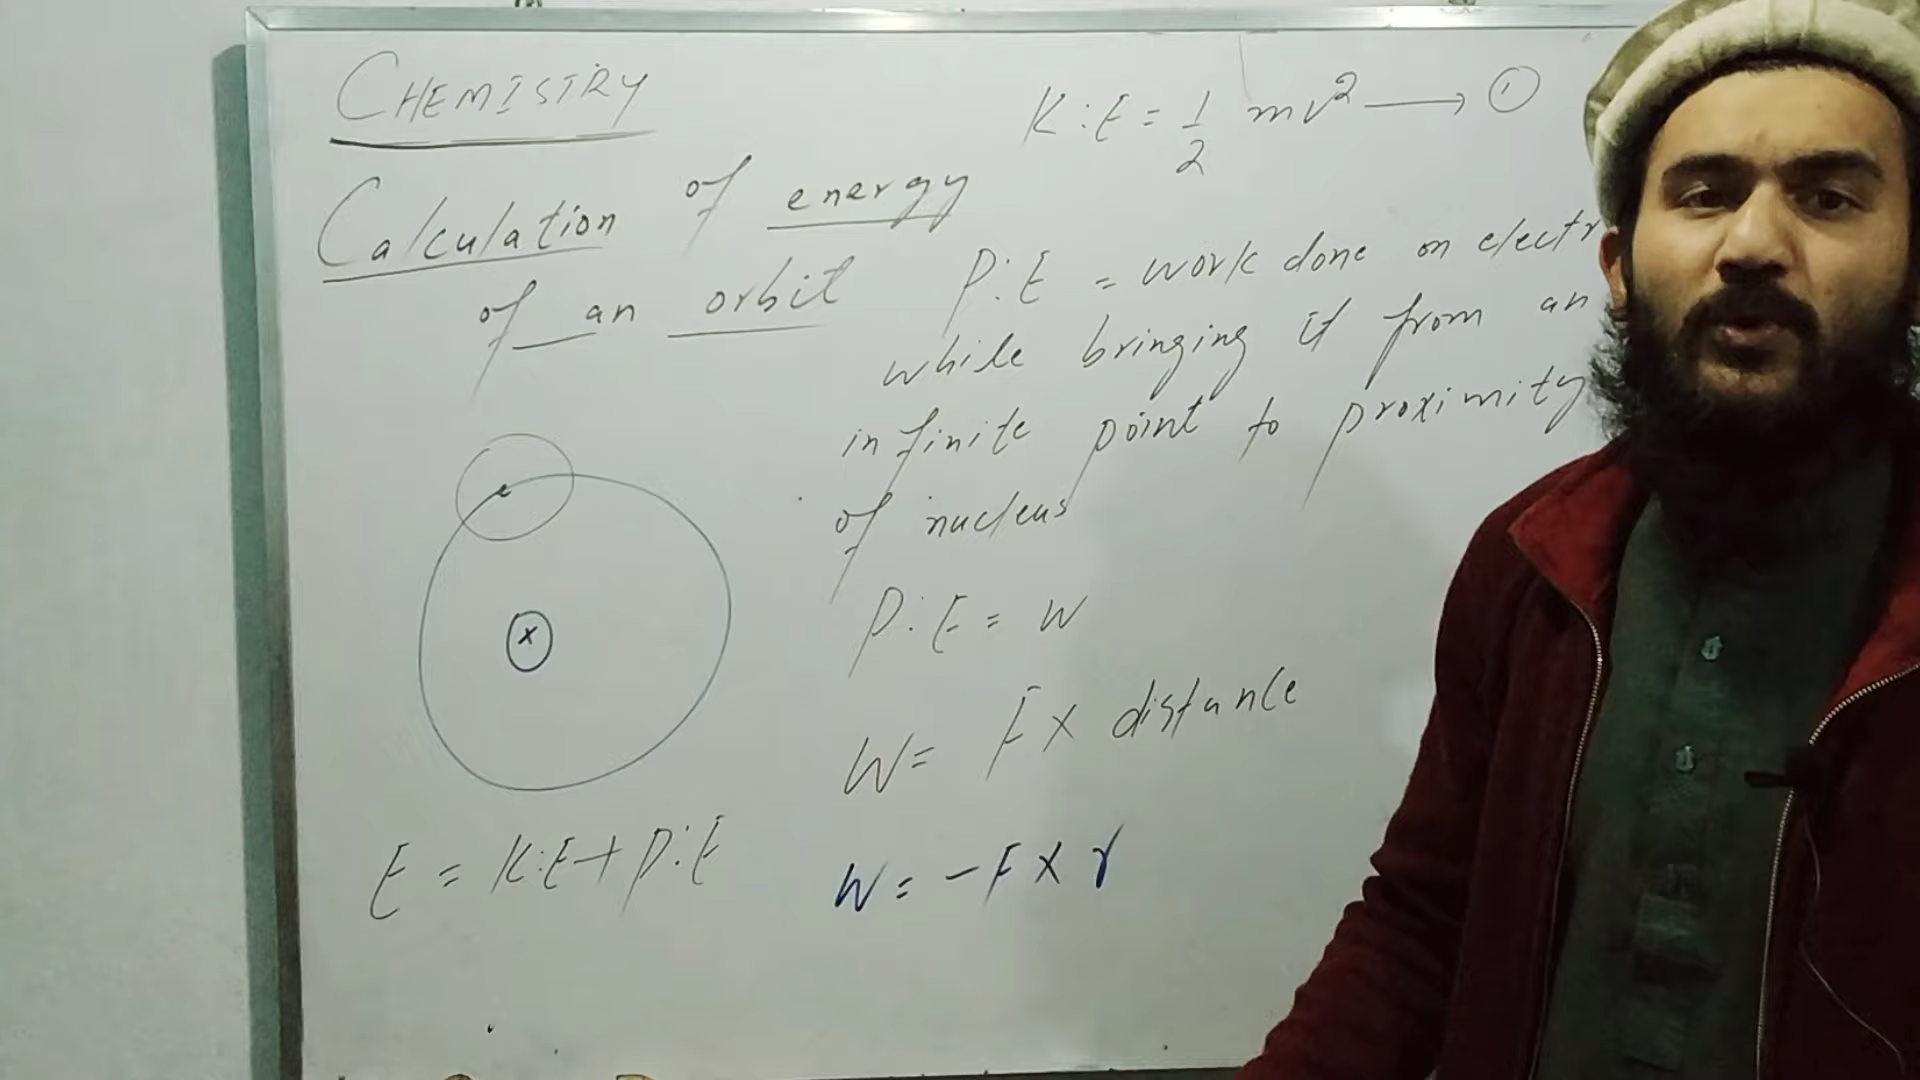 CHEMISTRY
Calculation of energy
of an orbit
e
x
E = K:E + P:E
K:E = 1/2 mv² → ①
P:E = work done on electr
while bringing it from an
infinite point to proximity
of nucleus
P:E = W
W = F X distance
W = -F X r